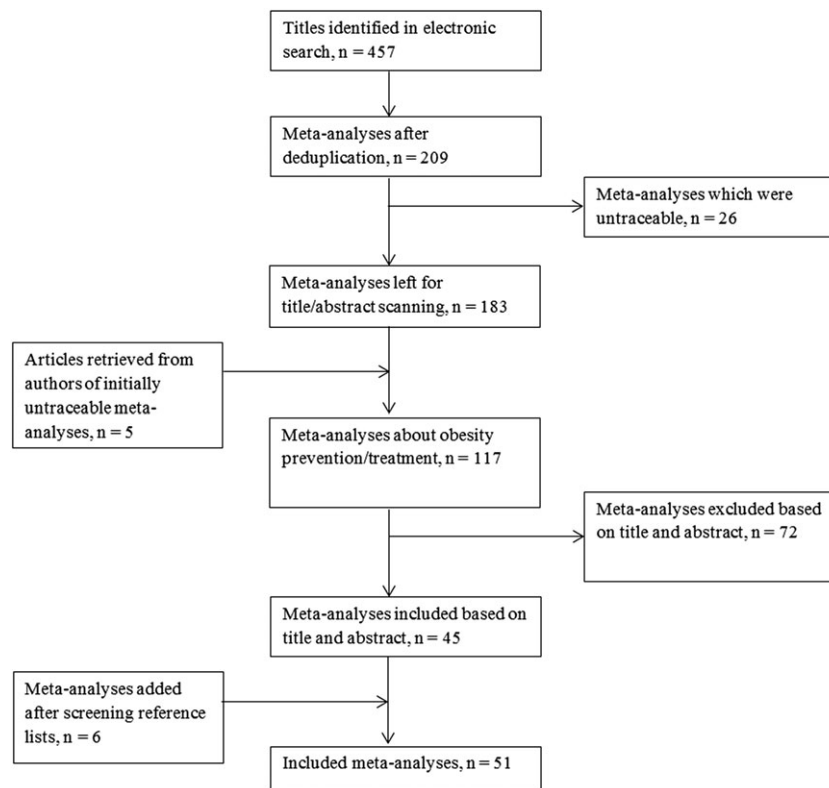 Titles identified in electronic
search, n = 457
Meta-analyses after
deduplication, n = 209
Meta-analyses which were
untraceable, n = 26
Meta-analyses left for
title/abstract scanning, n = 183
Articles retrieved from
authors of initially
untraceable meta-
analyses, n = 5
Meta-analyses about obesity
prevention/treatment, n = 117
Meta-analyses excluded based
on title and abstract, n = 72
Meta-analyses included based on
title and abstract, n = 45
Meta-analyses added
after screening reference
lists, n = 6
Included meta-analyses, n = 51